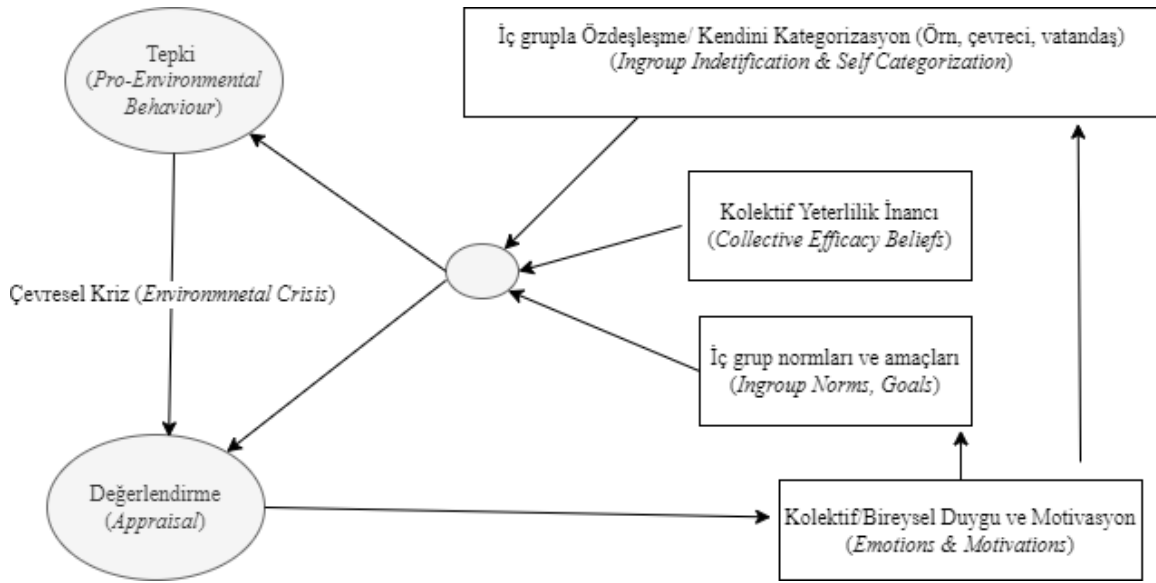 Tepki
(Pro-Environmental
Behaviour)
İç grupla Özdeşleşme/ Kendini Kategorizasyon (Örn, çevreci, vatandaş)
(Ingroup Indetification & Self Categorization)
Kolektif Yeterlilik İnancı
(Collective Efficacy Beliefs)
Çevresel Kriz (Environmnetal Crisis)
İç grup normları ve amaçları
(Ingroup Norms, Goals)
Değerlendirme
(Appraisal)
Kolektif/Bireysel Duygu ve Motivasyon
(Emotions & Motivations)